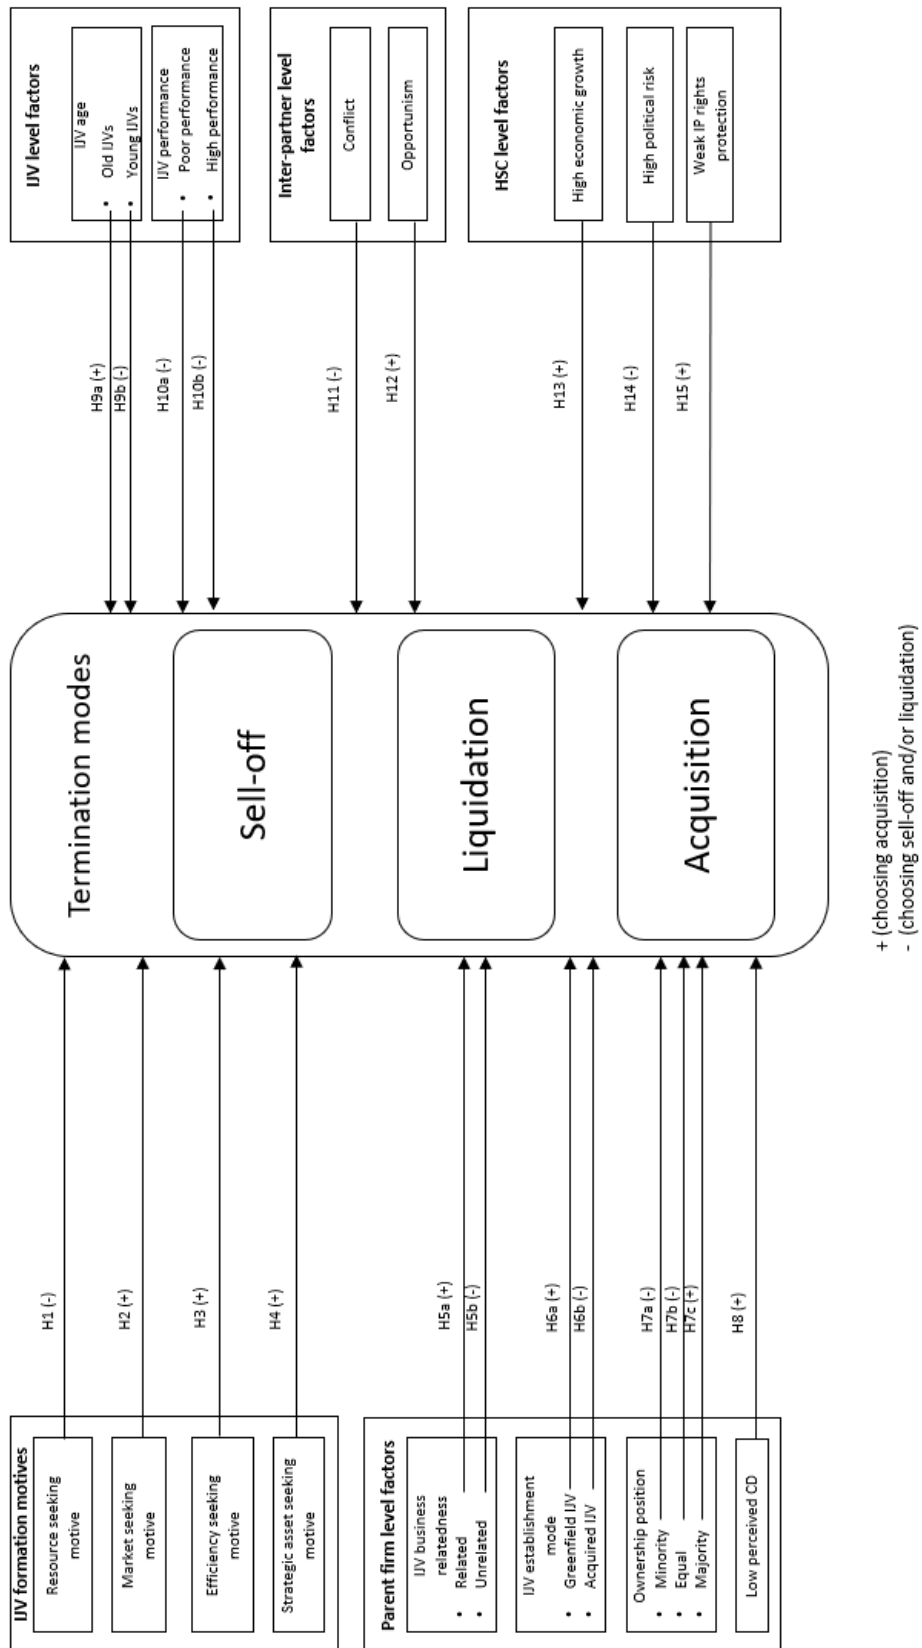 IJV formation motives
Resource seeking
motive
Market seeking
motive
Efficiency seeking
motive
Strategic asset seeking
motive
H1 (-)
H2 (+)
H3 (+)
H4 (+)
Parent firm level factors
IJV business
relatedness
• Related
• Unrelated
IJV establishment
mode
• Greenfield IJV
• Acquired IJV
Ownership position
• Minority
• Equal
• Majority
Low perceived CD
H5a (+)
H5b (-)
H6a (+)
H6b (-)
H7a (-)
H7b (-)
H7c (+)
H8 (+)
Termination modes
Sell-off
Liquidation
Acquisition
IJV level factors
IJV age
• Old IJVs
• Young IJVs
IJV performance
• Poor performance
• High performance
H9a (+)
H9b (-)
H10a (-)
H10b (-)
Inter-partner level
factors
Conflict
Opportunism
H11 (-)
H12 (+)
HSC level factors
High economic growth
High political risk
Weak IP rights
protection
H13 (+)
H14 (-)
H15 (+)
+ (choosing acquisition)
- (choosing sell-off and/or liquidation)